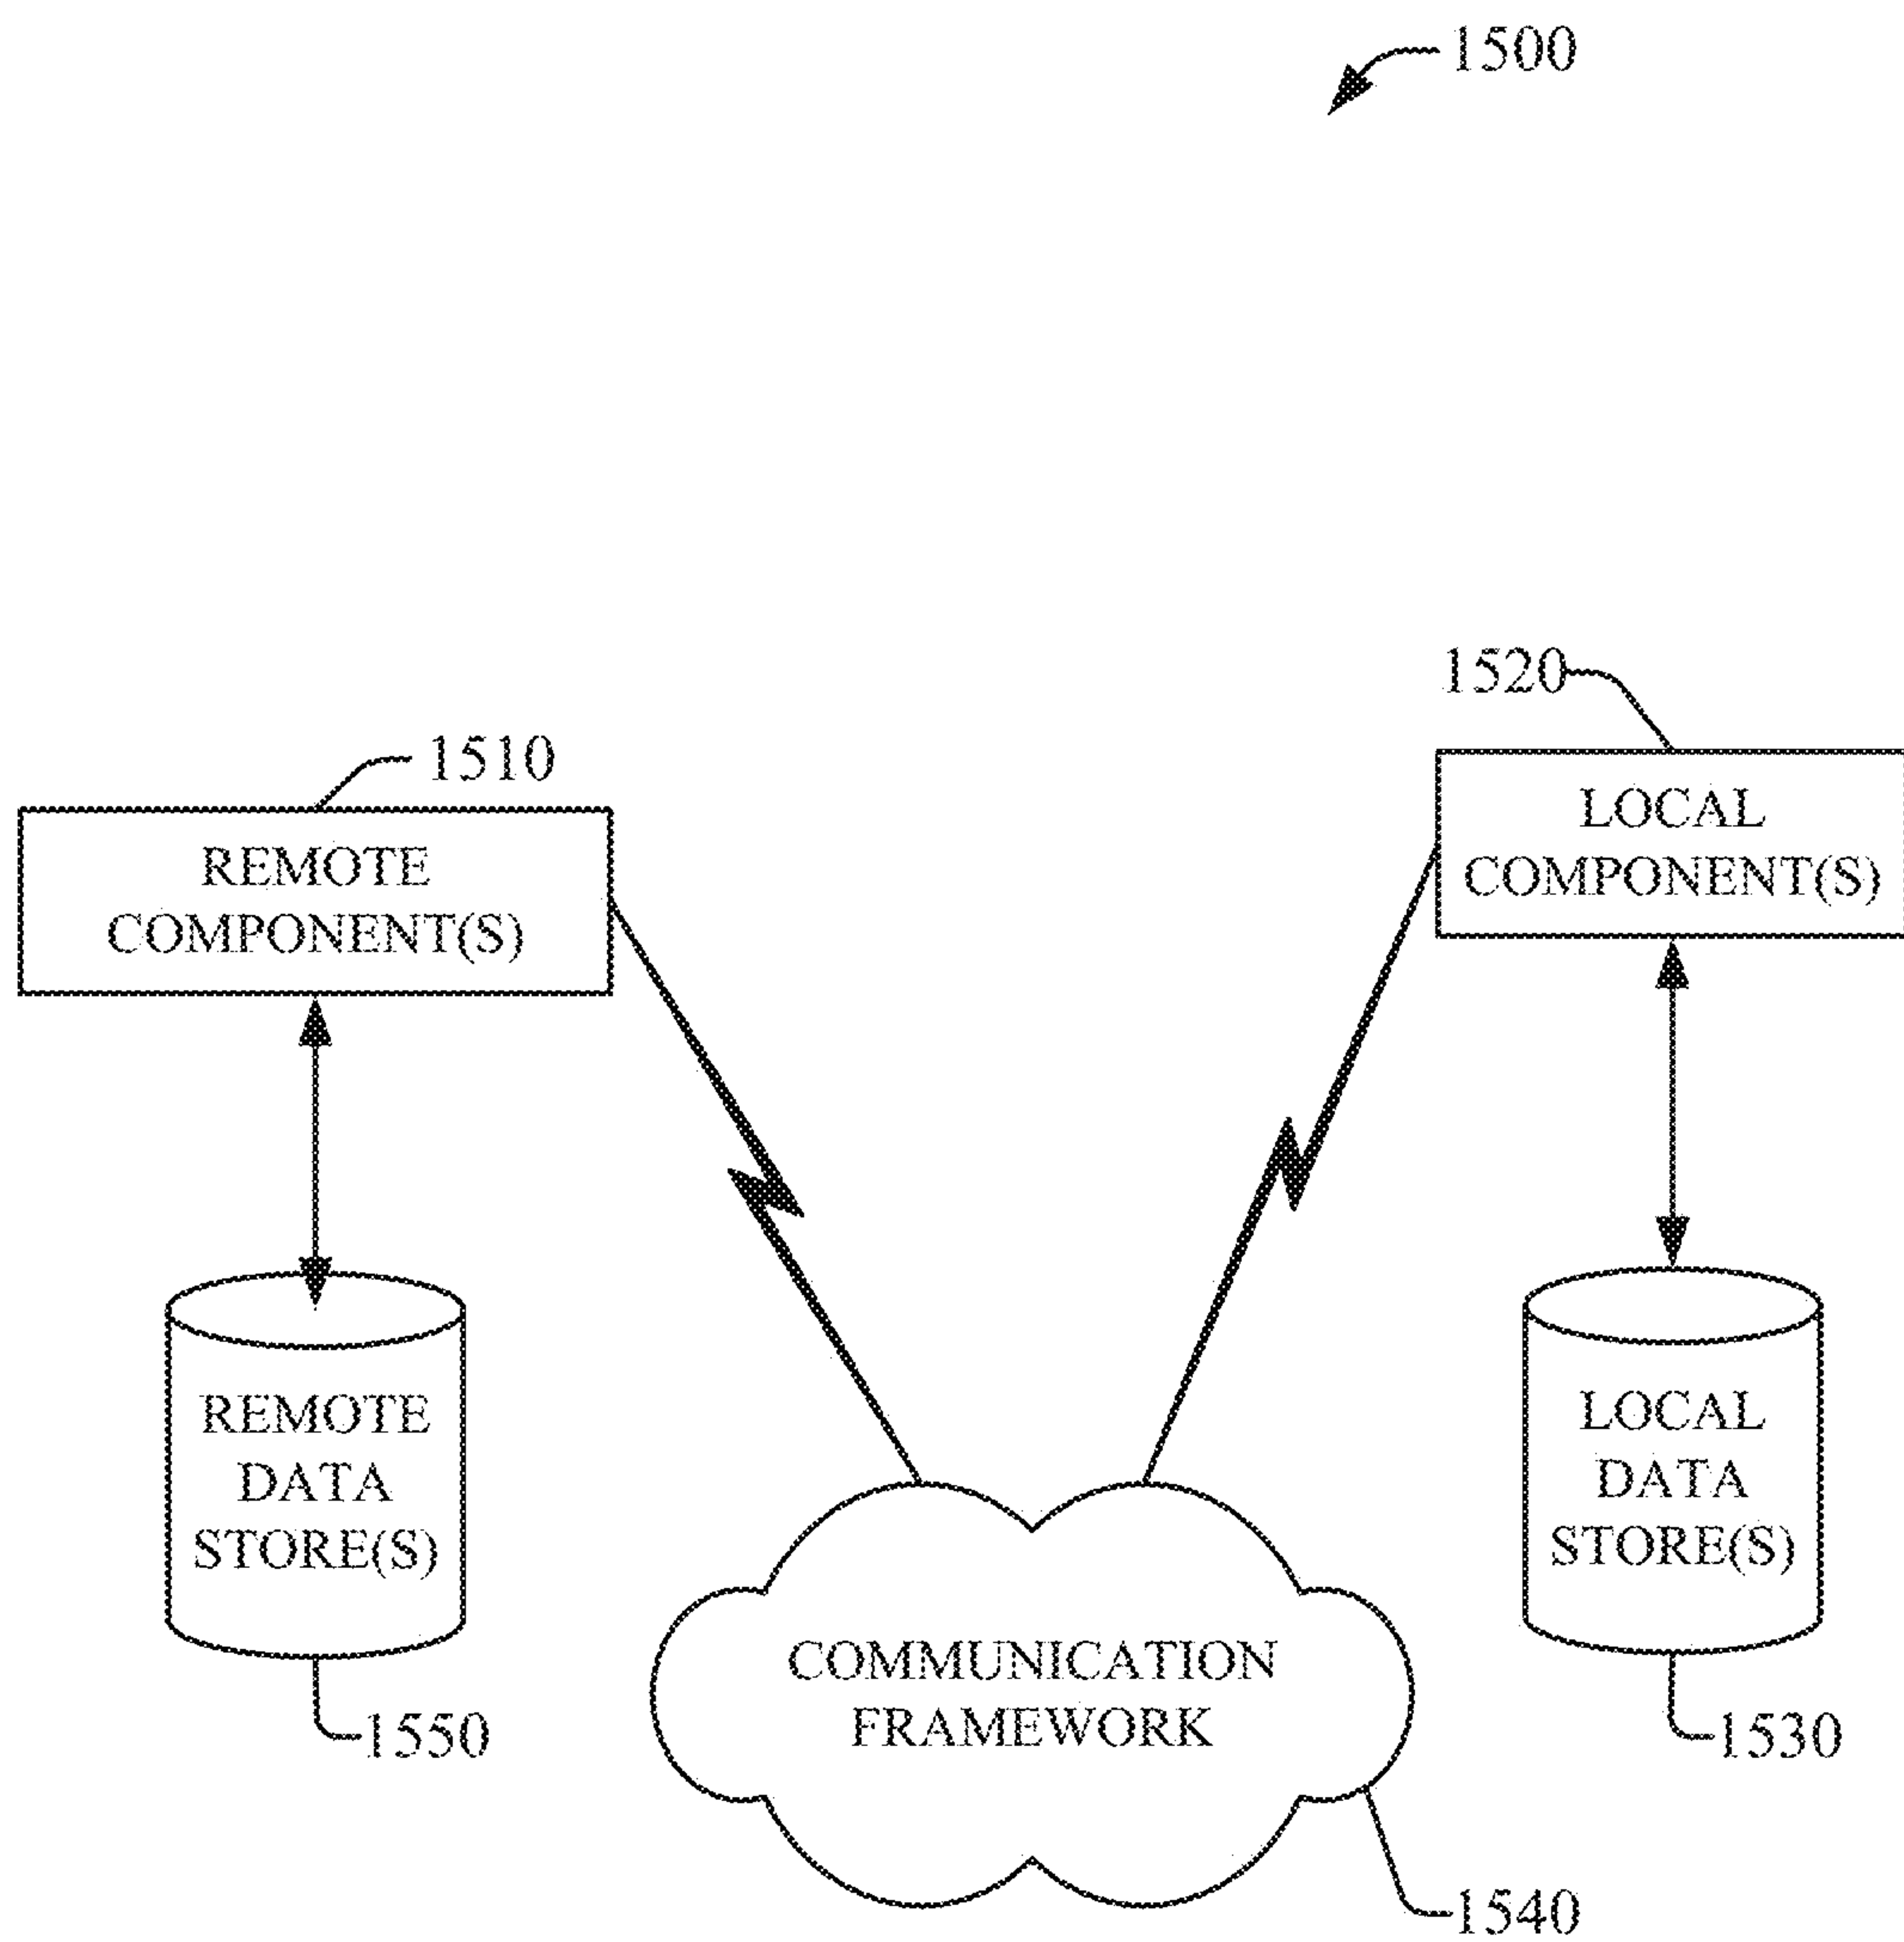 1500
1520
1510
LOCAL
COMPONENT(S)
REMOTE
COMPONENT(S)
REMOTE
DATA
STORE(S)
LOCAL
DATA
STORE(S)
COMMUNICATION
FRAMEWORK
1550
1530
1540